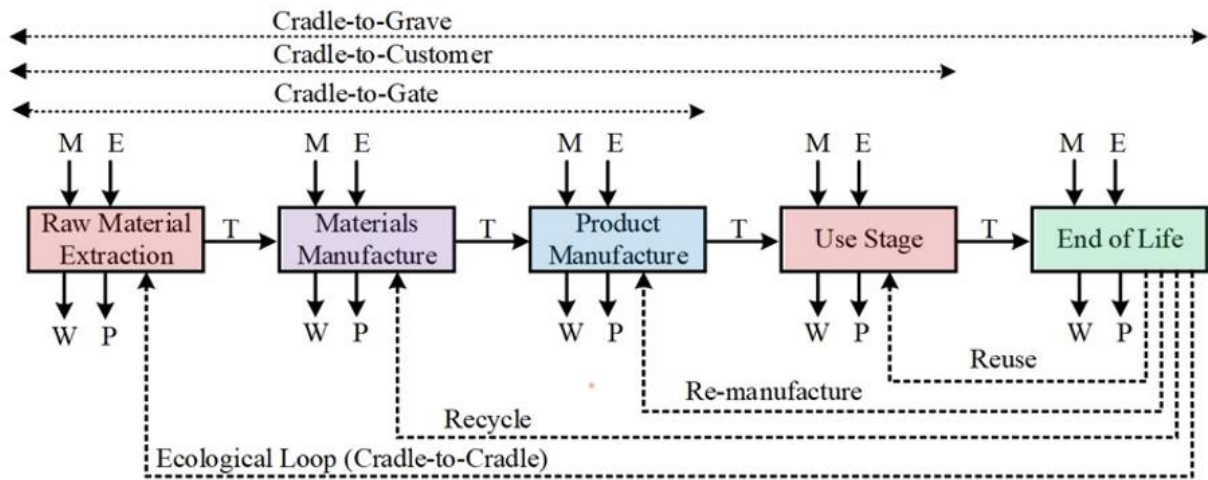 Cradle-to-Grave
Cradle-to-Customer
Cradle-to-Gate
M E M E M E M E M E
Raw Material
Extraction
T
Materials
Manufacture
T
Product
Manufacture
T
Use Stage
T
End of Life
W P W P W P W P W P
Reuse
Re-manufacture
Recycle
Ecological Loop (Cradle-to-Cradle)